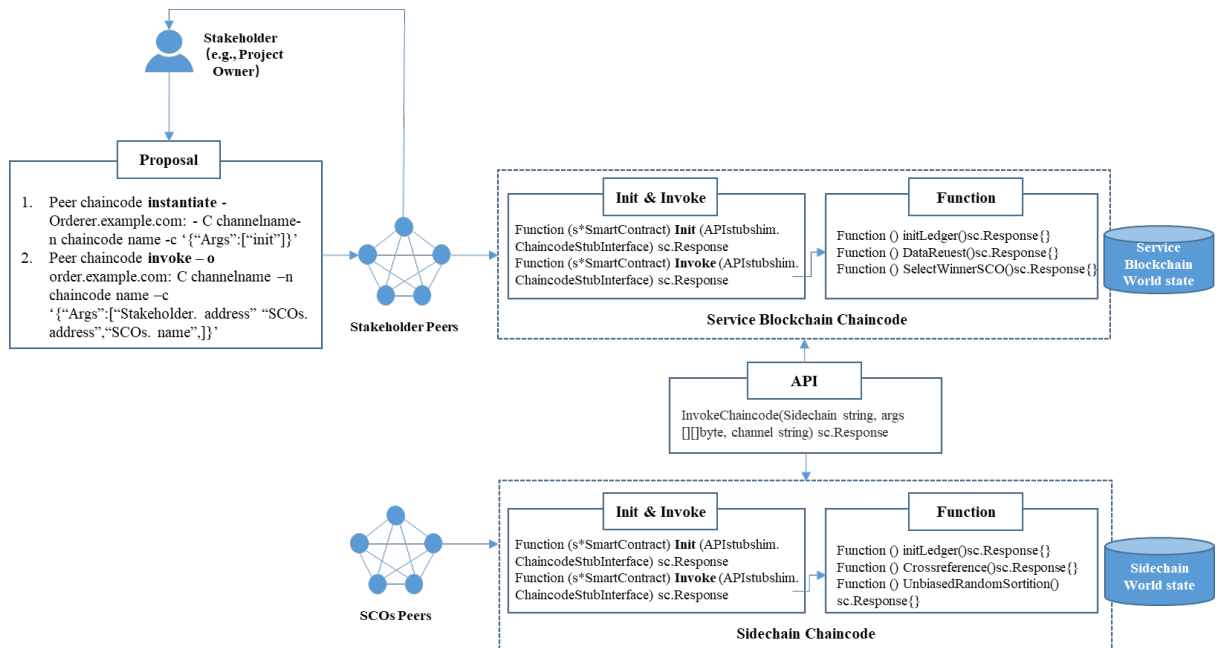 Stakeholder
(e.g., Project
Owner)
Proposal
1. Peer chaincode instantiate -
Orderer.example.com: - C channelname-
n chaincode name -c ‘{“Args”:[“init”]}’
2. Peer chaincode invoke – o
order.example.com: C channelname –n
chaincode name –c
‘{“Args”:[“Stakeholder. address” “SCOs.
address”,“SCOs. name”,]}’
Stakeholder Peers
Init & Invoke
Function (s*SmartContract) Init (APIstubshim.
ChaincodeStubInterface) sc.Response
Function (s*SmartContract) Invoke (APIstubshim.
ChaincodeStubInterface) sc.Response
Function
Function () initLedger()sc.Response{}
Function () DataReuest()sc.Response{}
Function () SelectWinnerSCO()sc.Response{}
Service Blockchain Chaincode
Service
Blockchain
World state
API
InvokeChaincode(Sidechain string, args
[][]byte, channel string) sc.Response
SCOs Peers
Init & Invoke
Function (s*SmartContract) Init (APIstubshim.
ChaincodeStubInterface) sc.Response
Function (s*SmartContract) Invoke (APIstubshim.
ChaincodeStubInterface) sc.Response
Function
Function () initLedger()sc.Response{}
Function () Crossreference()sc.Response{}
Function () UnbiasedRandomSortition()
sc.Response{}
Sidechain Chaincode
Sidechain
World state